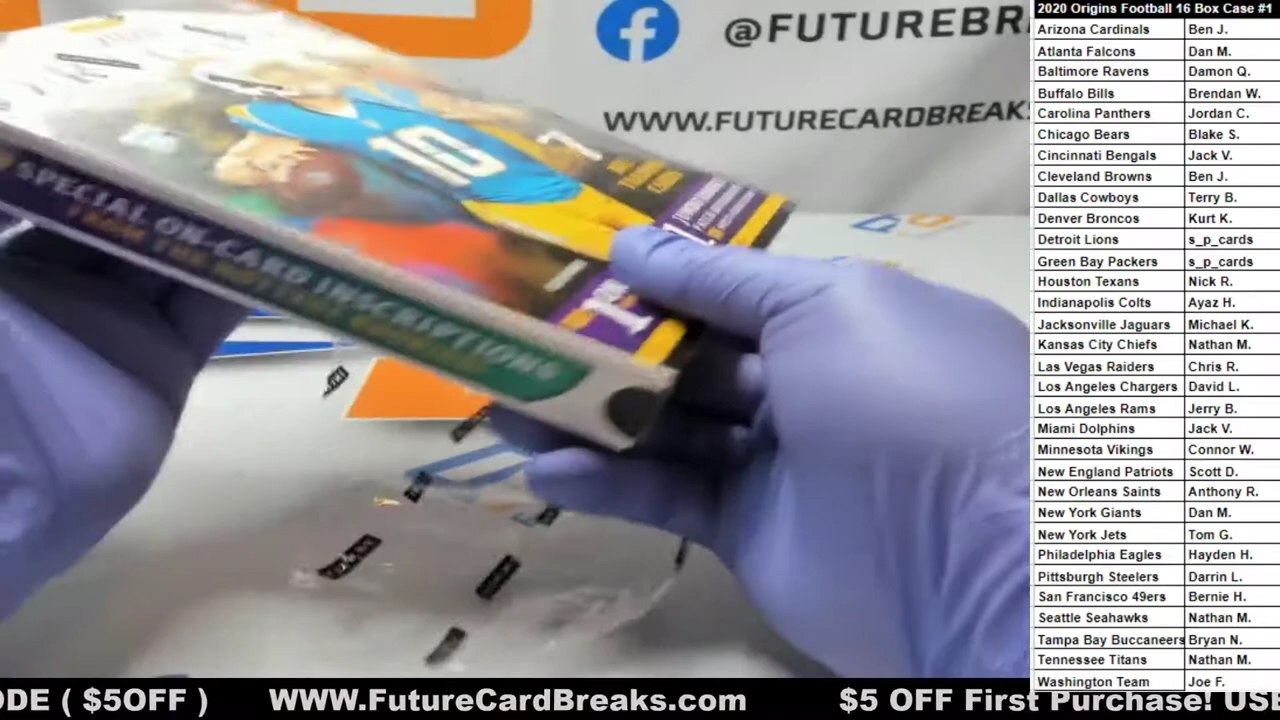 @FUTUREBR
WWW.FUTURECARDBREAKS
10
SPECIAL ON-CARD INSCRIPTIONS
2020 Origins Football 16 Box Case #1
Arizona Cardinals Ben J.
Atlanta Falcons Dan M.
Baltimore Ravens Damon Q.
Buffalo Bills Brendan W.
Carolina Panthers Jordan C.
Chicago Bears Blake S.
Cincinnati Bengals Jack V.
Cleveland Browns Ben J.
Dallas Cowboys Terry B.
Denver Broncos Kurt K.
Detroit Lions s_p_cards
Green Bay Packers s_p_cards
Houston Texans Nick R.
Indianapolis Colts Ayaz H.
Jacksonville Jaguars Michael K.
Kansas City Chiefs Nathan M.
Las Vegas Raiders Chris R.
Los Angeles Chargers David L.
Los Angeles Rams Jerry B.
Miami Dolphins Jack V.
Minnesota Vikings Connor W.
New England Patriots Scott D.
New Orleans Saints Anthony R.
New York Giants Dan M.
New York Jets Tom G.
Philadelphia Eagles Hayden H.
Pittsburgh Steelers Darrin L.
San Francisco 49ers Bernie H.
Seattle Seahawks Nathan M.
Tampa Bay Buccaneers Bryan N.
Tennessee Titans Nathan M.
Washington Team Joe F.
ODE ( $5OFF ) WWW.FutureCardBreaks.com $5 OFF First Purchase! USE